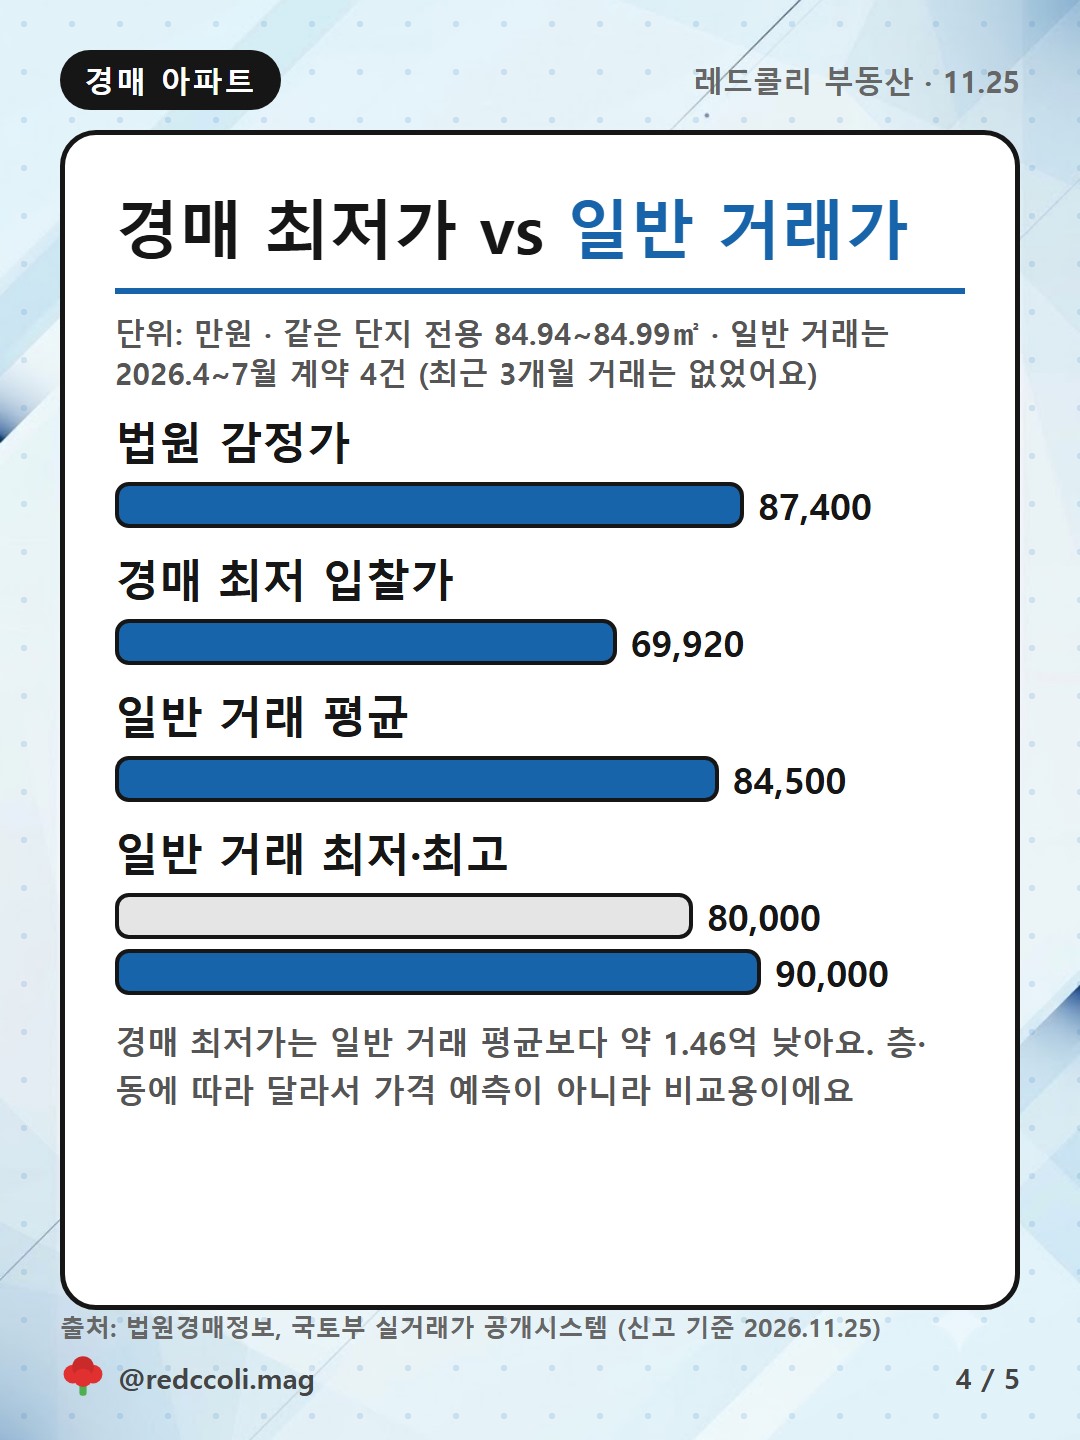 경매 아파트
레드콜리 부동산 · 11.25
경매 최저가 vs 일반 거래가
단위: 만원 · 같은 단지 전용 84.94~84.99㎡ · 일반 거래는
2026.4~7월 계약 4건 (최근 3개월 거래는 없었어요)
법원 감정가
87,400
경매 최저 입찰가
69,920
일반 거래 평균
84,500
일반 거래 최저·최고
80,000
90,000
경매 최저가는 일반 거래 평균보다 약 1.46억 낮아요. 층·
동에 따라 달라서 가격 예측이 아니라 비교용이에요
출처: 법원경매정보, 국토부 실거래가 공개시스템 (신고 기준 2026.11.25)
@redccoli.mag
4 / 5